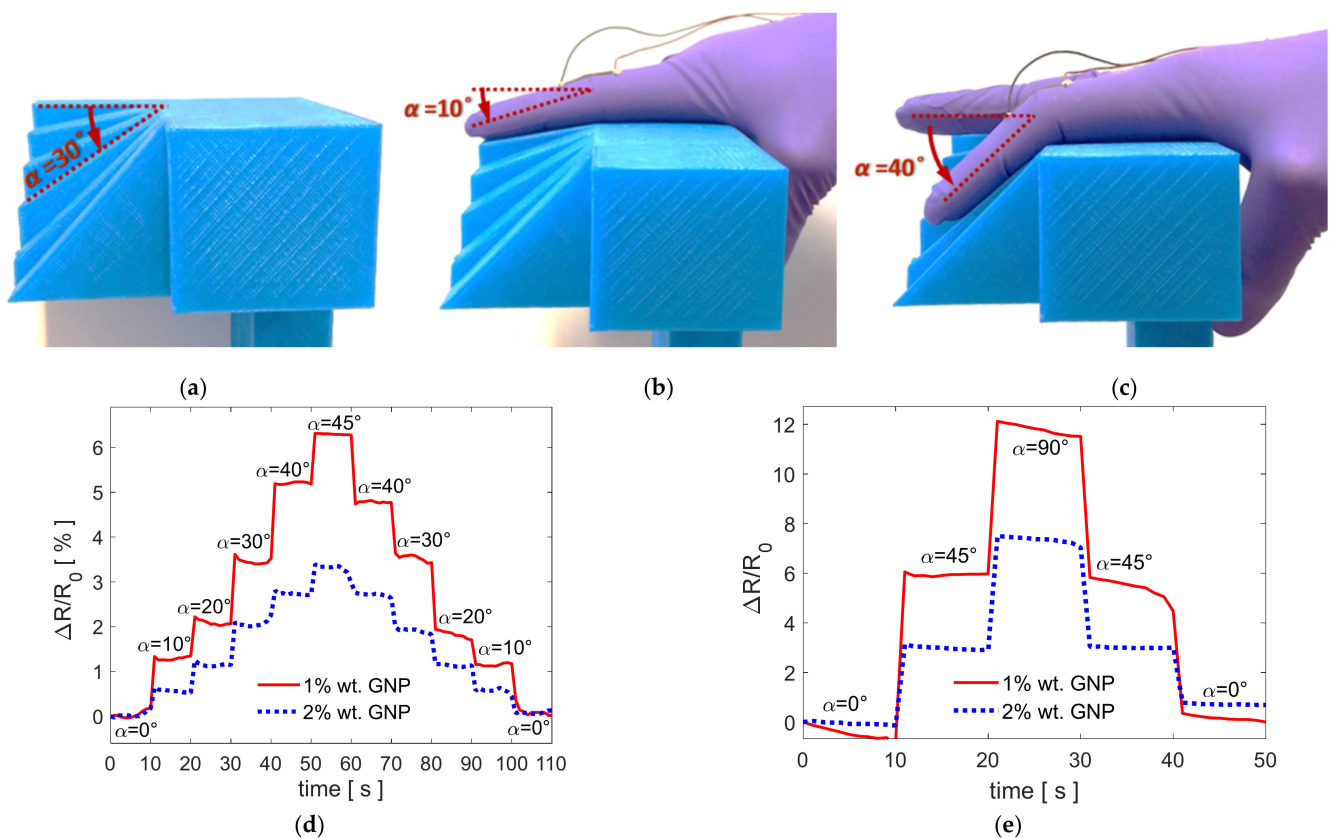 α=30°
α=10°
α=40°
(a)
(b)
(c)
ΔR/R0 [ % ]
6
5
4
3
2
1
0
α=0°
α=10°
α=20°
α=30°
α=40°
α=45°
α=40°
α=30°
α=20°
α=10°
α=0°
1% wt. GNP
2% wt. GNP
0 10 20 30 40 50 60 70 80 90 100 110
time [ s ]
(d)
ΔR/R0
12
10
8
6
4
2
0
α=0°
α=45°
α=90°
α=45°
α=0°
1% wt. GNP
2% wt. GNP
0 10 20 30 40 50
time [ s ]
(e)